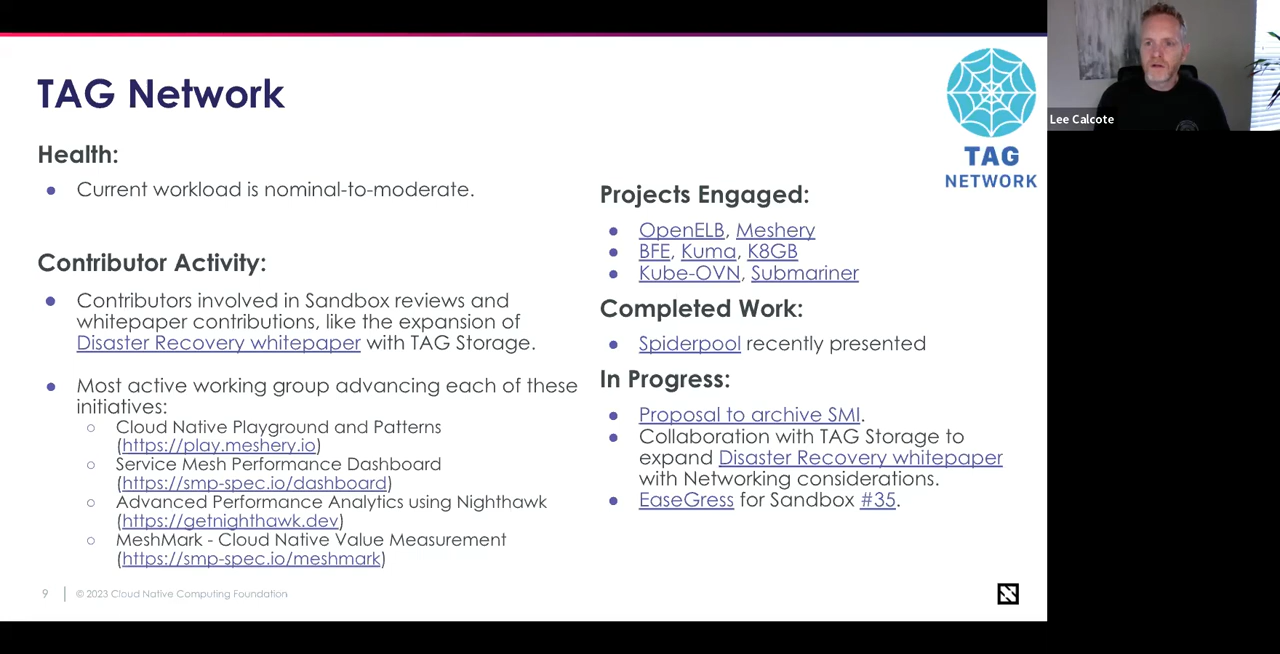 TAG Network
Health:
● Current workload is nominal-to-moderate.
Contributor Activity:
● Contributors involved in Sandbox reviews and
whitepaper contributions, like the expansion of
Disaster Recovery whitepaper with TAG Storage.
● Most active working group advancing each of these
initiatives:
○ Cloud Native Playground and Patterns
(https://play.meshery.io)
○ Service Mesh Performance Dashboard
(https://smp-spec.io/dashboard)
○ Advanced Performance Analytics using Nighthawk
(https://getnighthawk.dev)
○ MeshMark - Cloud Native Value Measurement
(https://smp-spec.io/meshmark)
TAG
NETWORK
Projects Engaged:
● OpenELB, Meshery
● BFE, Kuma, K8GB
● Kube-OVN, Submariner
Completed Work:
● Spiderpool recently presented
In Progress:
● Proposal to archive SMI.
● Collaboration with TAG Storage to
expand Disaster Recovery whitepaper
with Networking considerations.
● EaseGress for Sandbox #35.
9 | © 2023 Cloud Native Computing Foundation
Lee Calcote